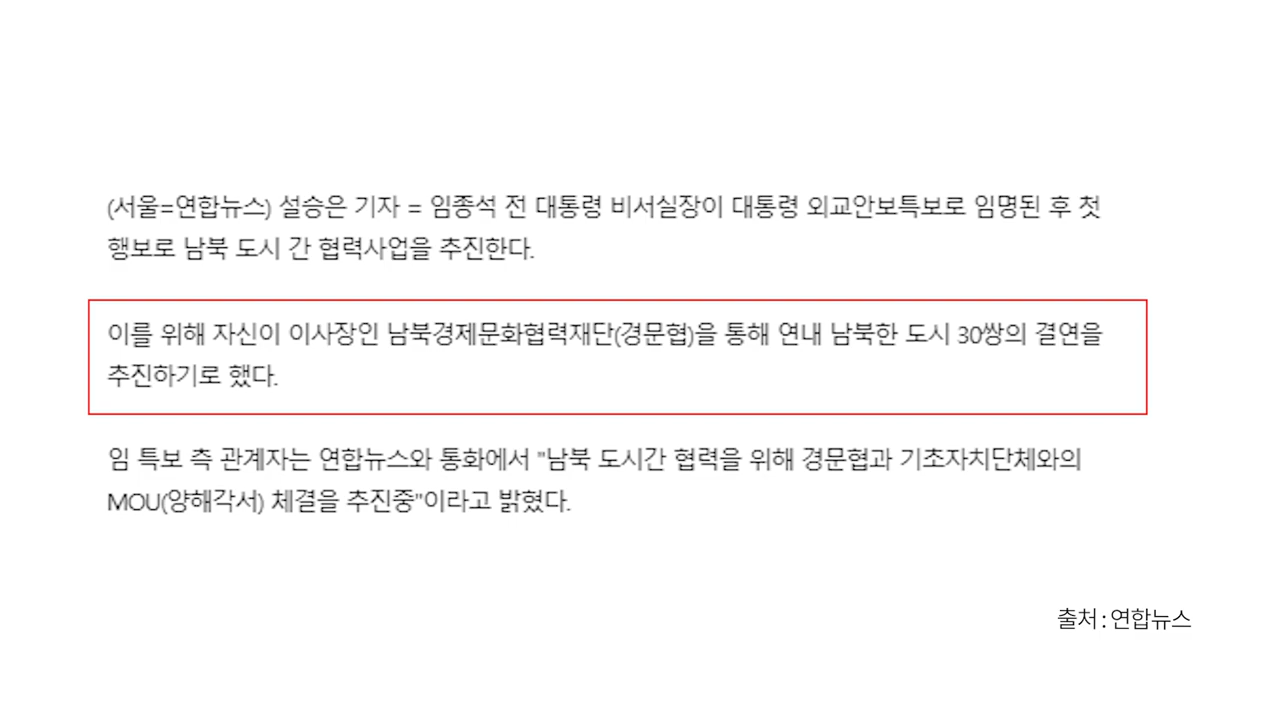 (서울=연합뉴스) 설승은 기자 = 임종석 전 대통령 비서실장이 대통령 외교안보특보로 임명된 후 첫
행보로 남북 도시 간 협력사업을 추진한다.
이를 위해 자신이 이사장인 남북경제문화협력재단(경문협)을 통해 연내 남북한 도시 30쌍의 결연을
추진하기로 했다.
임 특보 측 관계자는 연합뉴스와 통화에서 "남북 도시간 협력을 위해 경문협과 기초자치단체와의
MOU(양해각서) 체결을 추진중"이라고 밝혔다.
출처 : 연합뉴스